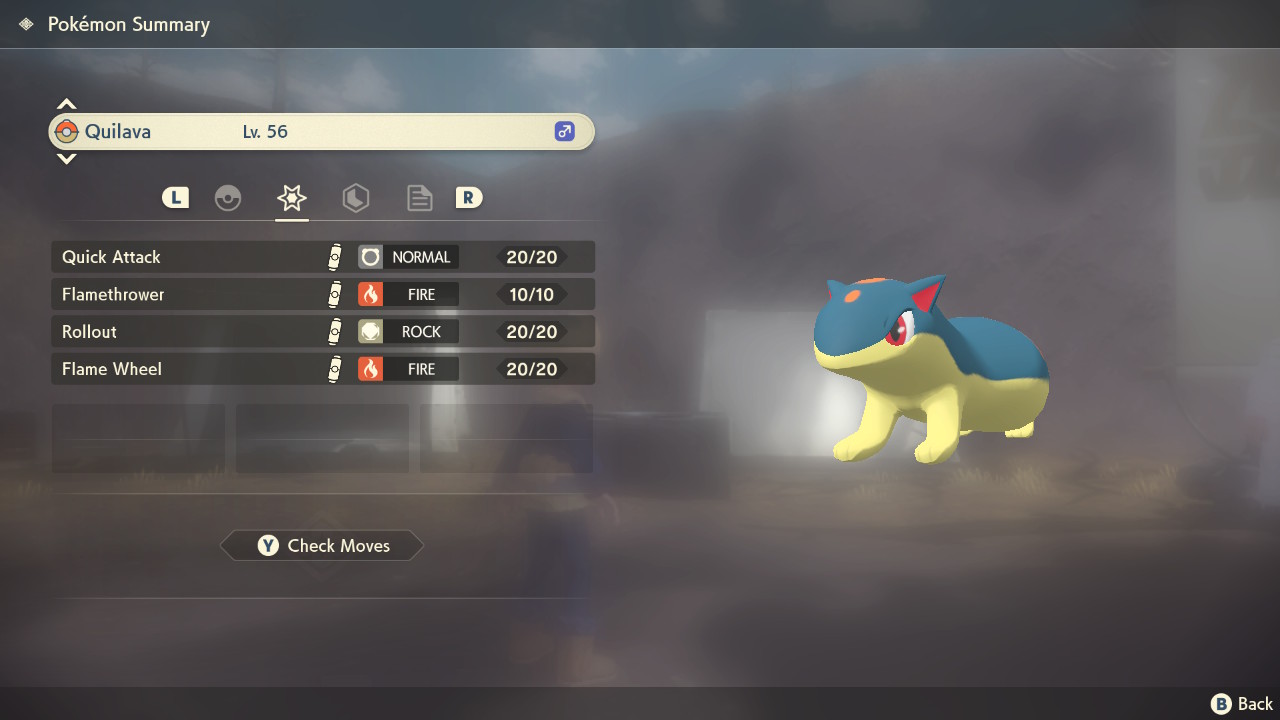 Pokémon Summary
Quilava Lv. 56 ♂
L R
Quick Attack NORMAL 20/20
Flamethrower FIRE 10/10
Rollout ROCK 20/20
Flame Wheel FIRE 20/20
Y Check Moves
B Back